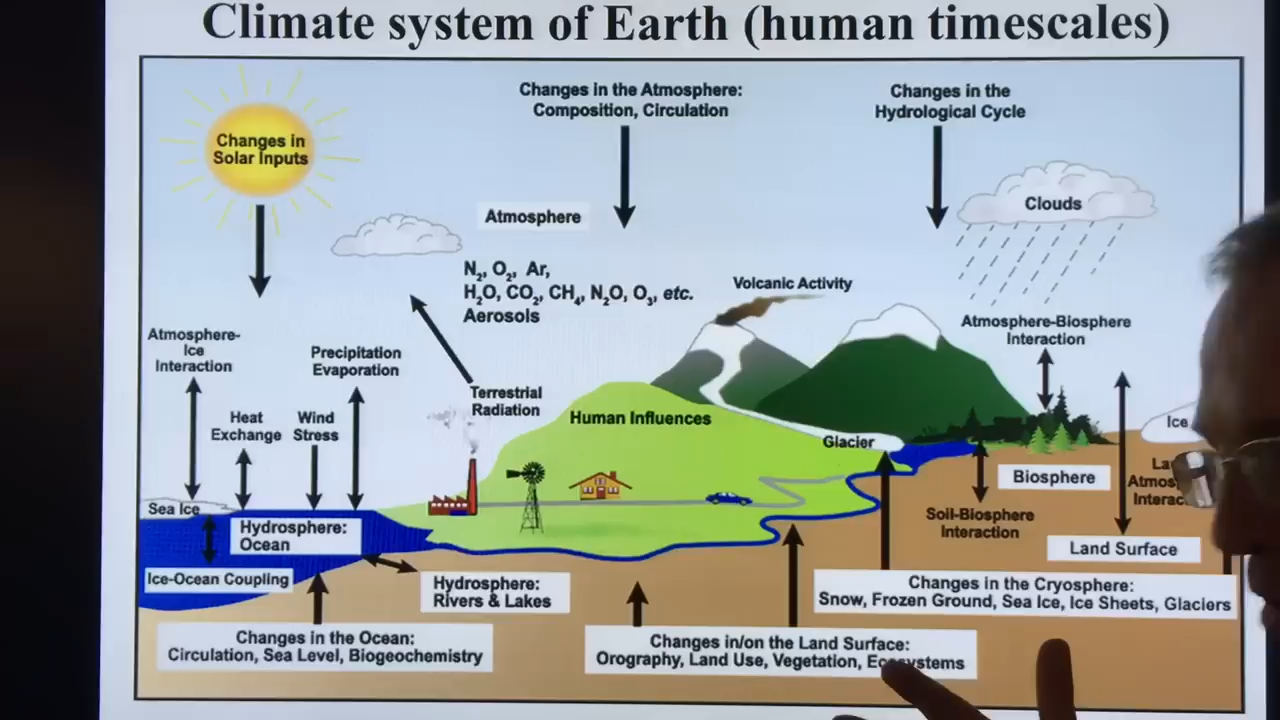 Climate system of Earth (human timescales)
Changes in
Solar Inputs
Changes in the Atmosphere:
Composition, Circulation
Changes in the
Hydrological Cycle
Clouds
Atmosphere
N₂, O₂, Ar,
H₂O, CO₂, CH₄, N₂O, O₃, etc.
Aerosols
Volcanic Activity
Atmosphere-
Ice
Interaction
Precipitation
Evaporation
Atmosphere-Biosphere
Interaction
Terrestrial
Radiation
Heat
Exchange
Wind
Stress
Human Influences
Glacier
Ice
Biosphere
Sea Ice
Hydrosphere:
Ocean
Soil-Biosphere
Interaction
Land Surface
Ice-Ocean Coupling
Hydrosphere:
Rivers & Lakes
Changes in the Cryosphere:
Snow, Frozen Ground, Sea Ice, Ice Sheets, Glaciers
Changes in the Ocean:
Circulation, Sea Level, Biogeochemistry
Changes in/on the Land Surface:
Orography, Land Use, Vegetation, Ecosystems